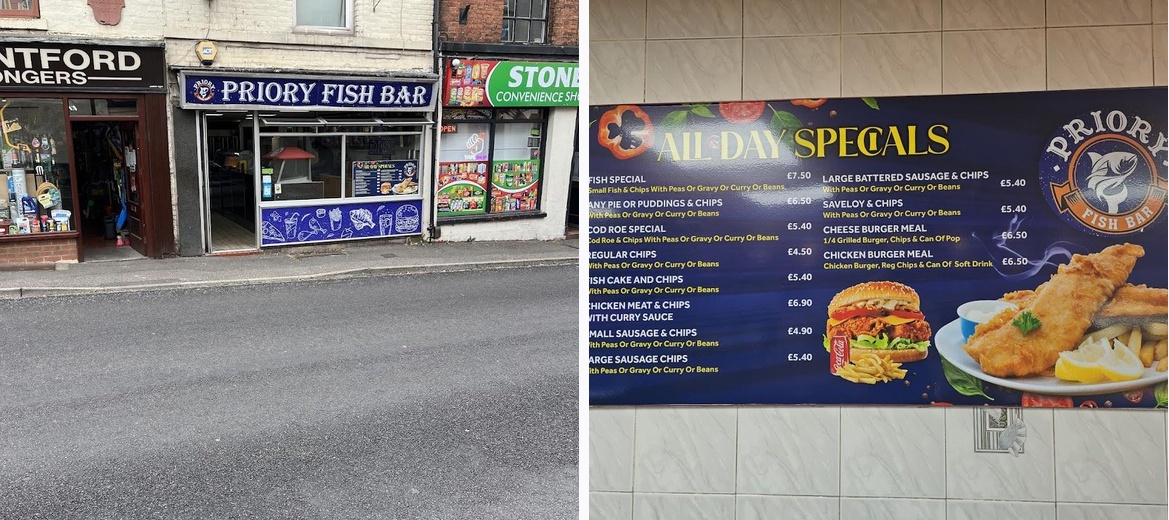 NTFORD
ONGERS
PRIORY
PRIORY FISH BAR
STONE
CONVENIENCE SH
OPEN
ALL DAY SPECIALS
FISH SPECIAL £7.50
Small Fish & Chips With Peas Or Gravy Or Curry Or Beans
ANY PIE OR PUDDINGS & CHIPS £6.50
With Peas Or Gravy Or Curry Or Beans
COD ROE SPECIAL £5.40
Cod Roe & Chips With Peas Or Gravy Or Curry Or Beans
REGULAR CHIPS £4.50
With Peas Or Gravy Or Curry Or Beans
FISH CAKE AND CHIPS £5.40
With Peas Or Gravy Or Curry Or Beans
CHICKEN MEAT & CHIPS £6.90
WITH CURRY SAUCE
SMALL SAUSAGE & CHIPS £4.90
With Peas Or Gravy Or Curry Or Beans
ARGE SAUSAGE CHIPS £5.40
With Peas Or Gravy Or Curry Or Beans
LARGE BATTERED SAUSAGE & CHIPS £5.40
With Peas Or Gravy Or Curry Or Beans
SAVELOY & CHIPS £5.40
With Peas Or Gravy Or Curry Or Beans
CHEESE BURGER MEAL £6.50
1/4 Grilled Burger, Chips & Can Of Pop
CHICKEN BURGER MEAL £6.50
Chicken Burger, Reg Chips & Can Of Soft Drink
PRIORY
FISH BAR
Coca-Cola